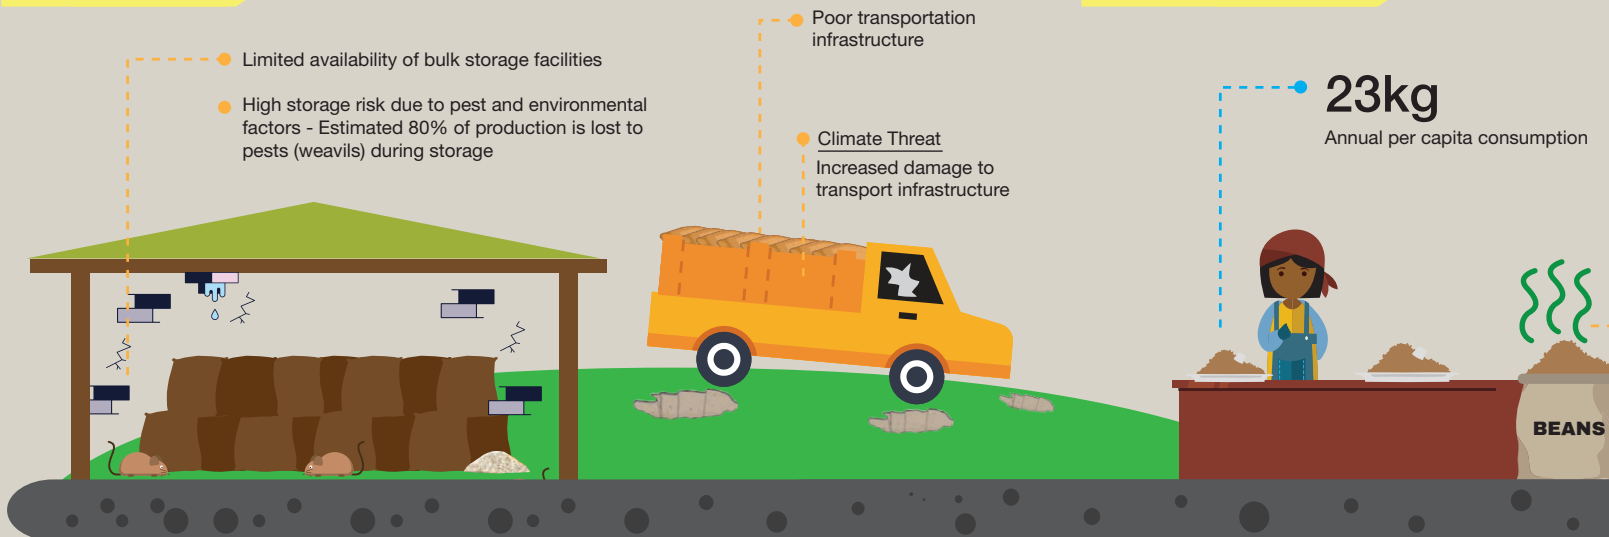 Limited availability of bulk storage facilities
High storage risk due to pest and environmental
factors - Estimated 80% of production is lost to
pests (weavils) during storage
Poor transportation
infrastructure
Climate Threat
Increased damage to
transport infrastructure
23kg
Annual per capita consumption
BEANS